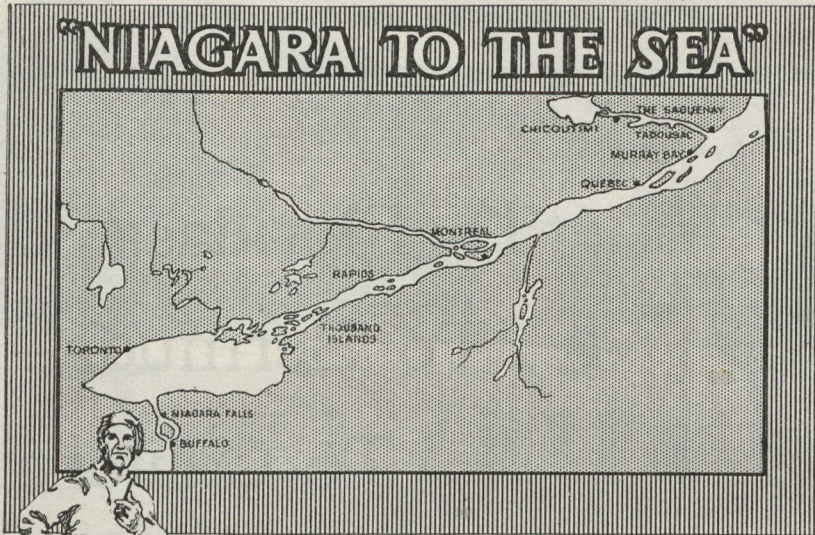 "NIAGARA TO THE SEA"
THE SAGUENAY
CHICOUTIMI
TADOUSAC
MURRAY BAY
QUEBEC
MONTREAL
RAPIDS
THOUSAND
ISLANDS
TORONTO
NIAGARA FALLS
BUFFALO